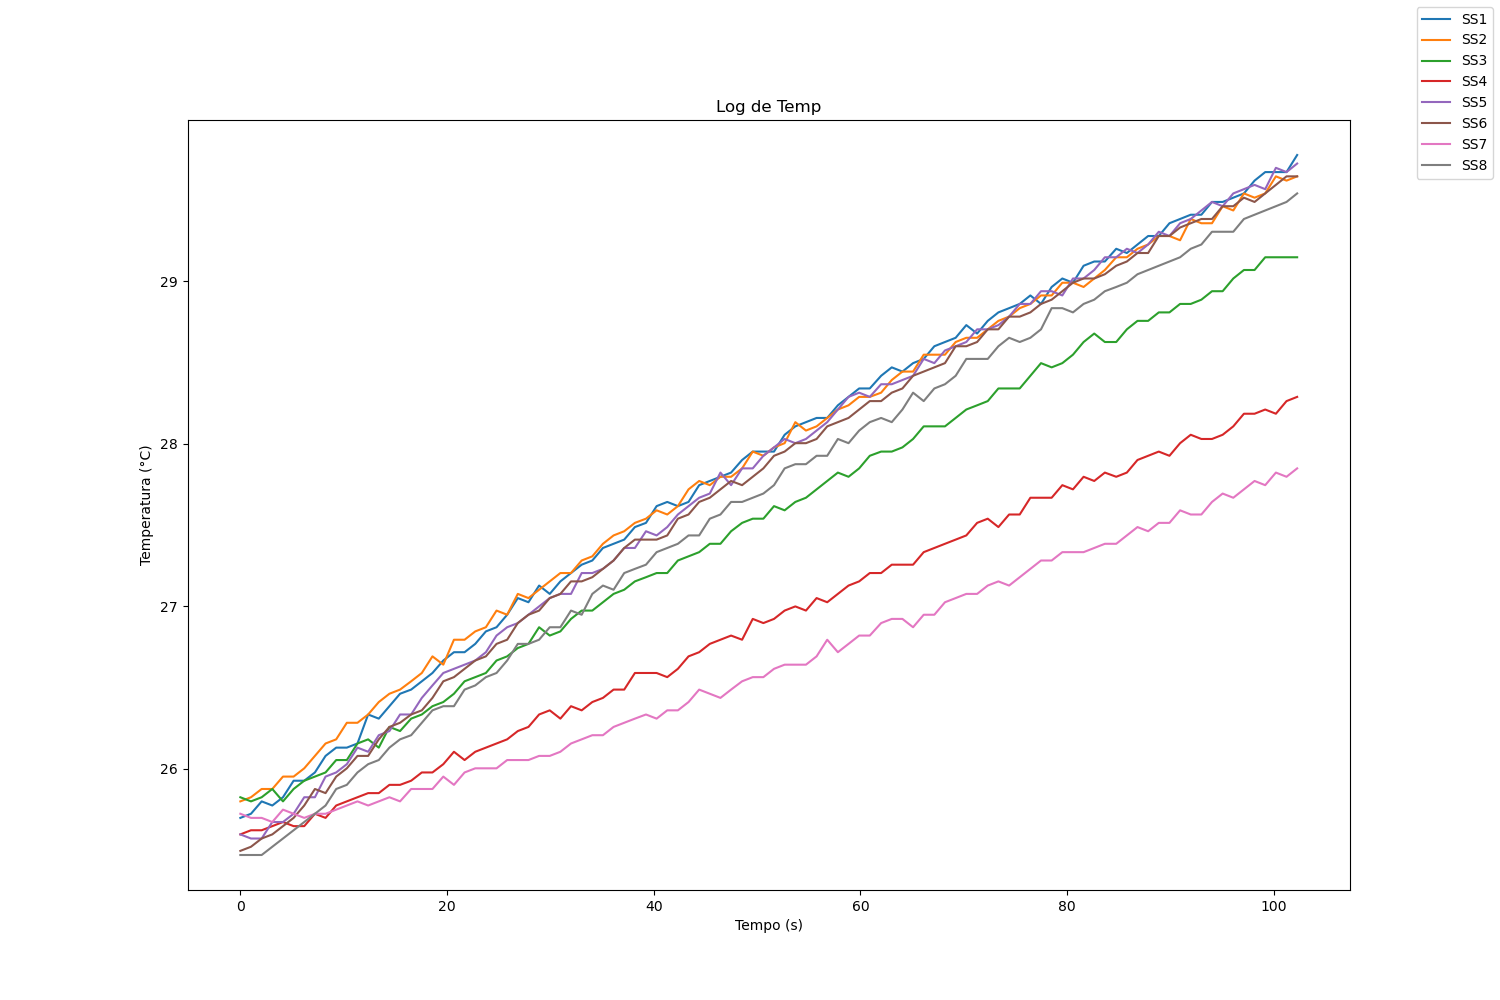 SS1
SS2
SS3
SS4
SS5
SS6
SS7
SS8
Log de Temp
Temperatura (°C)
29
28
27
26
0 20 40 60 80 100
Tempo (s)